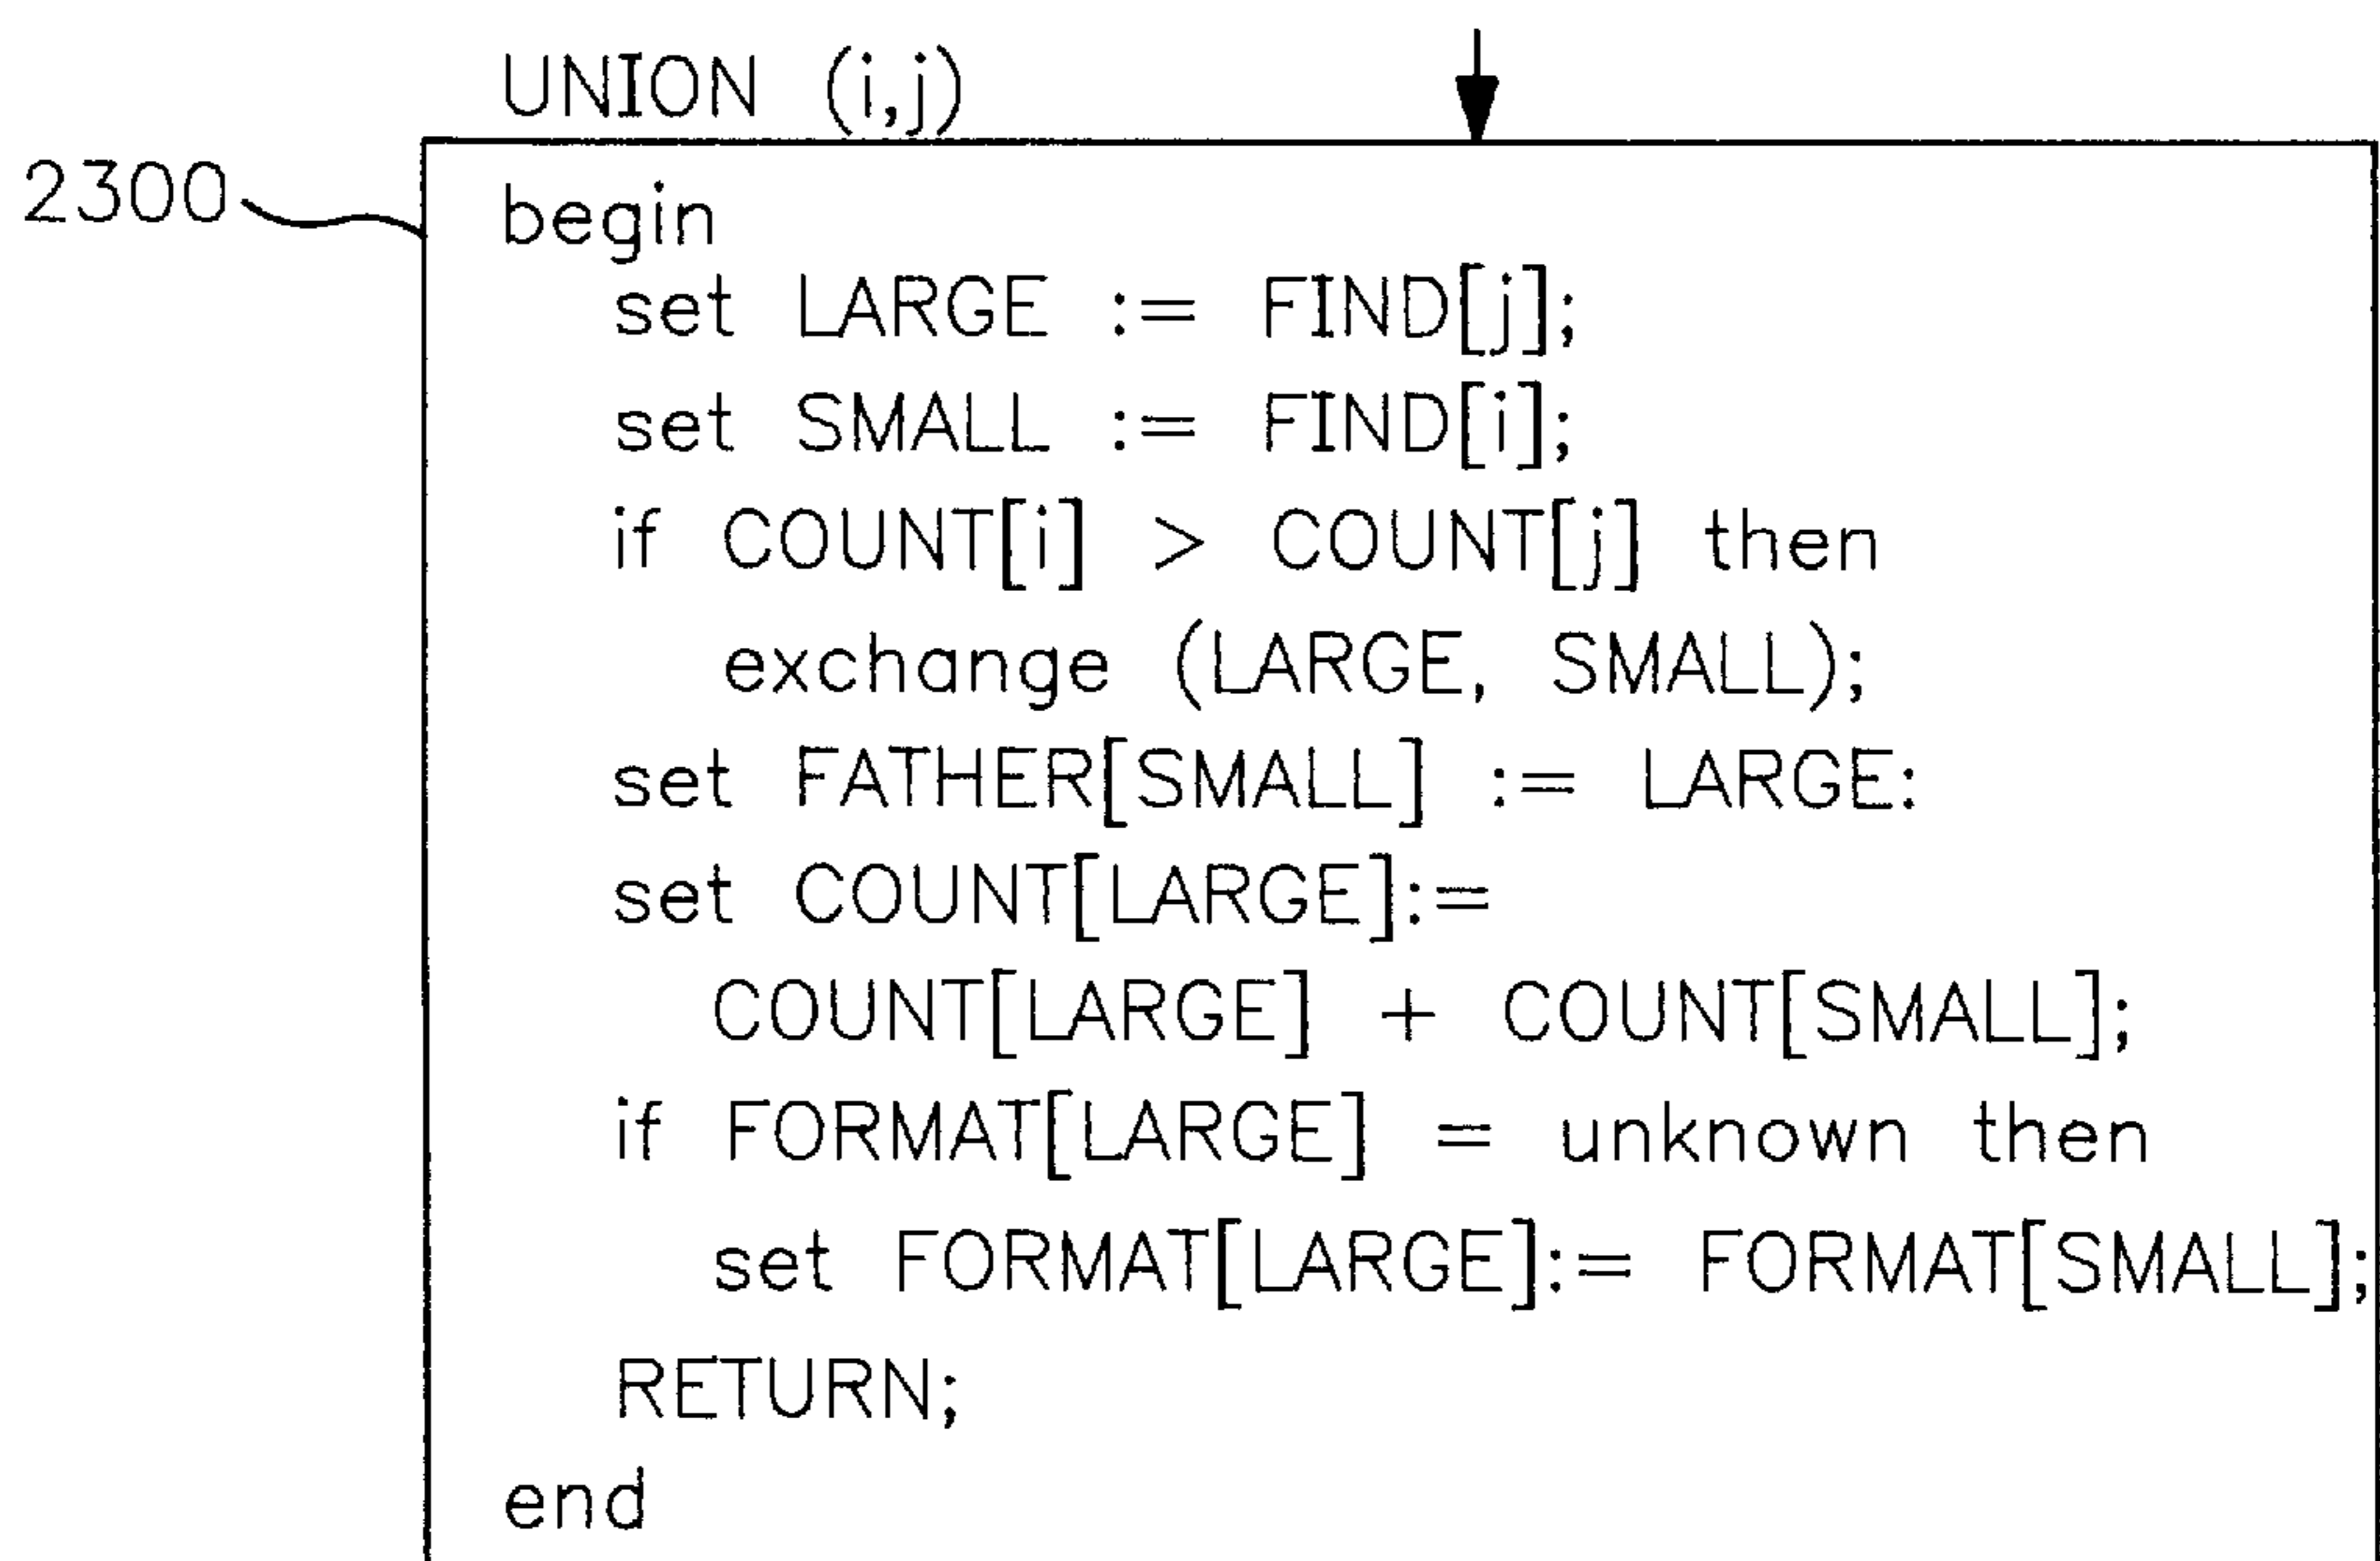 UNION (i,j)
2300
begin
set LARGE := FIND[j];
set SMALL := FIND[i];
if COUNT[i] > COUNT[j] then
exchange (LARGE, SMALL);
set FATHER[SMALL] := LARGE:
set COUNT[LARGE]:=
COUNT[LARGE] + COUNT[SMALL];
if FORMAT[LARGE] = unknown then
set FORMAT[LARGE]:= FORMAT[SMALL];
RETURN;
end